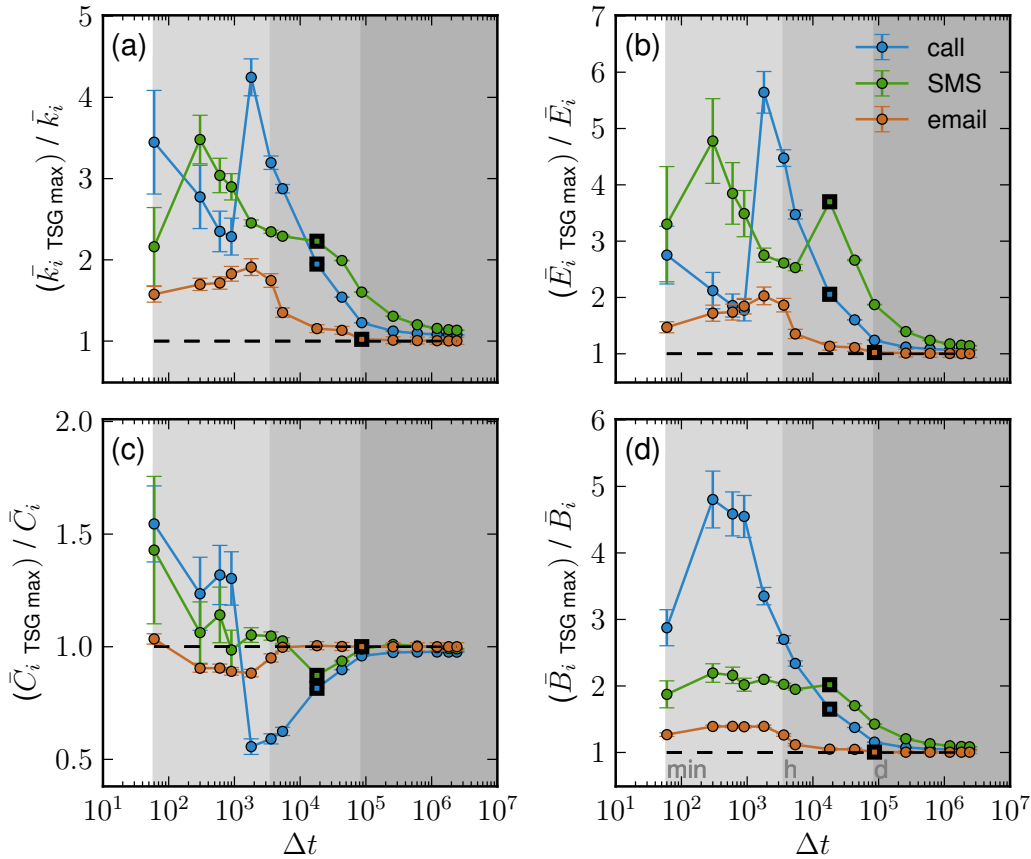 (a)
5
4
3
2
1
(k̄ᵢ TSG max) / k̄ᵢ
(b)
7
6
5
4
3
2
1
(Ēᵢ TSG max) / Ēᵢ
call
SMS
email
(c)
2.0
1.5
1.0
0.5
(C̄ᵢ TSG max) / C̄ᵢ
10¹ 10² 10³ 10⁴ 10⁵ 10⁶ 10⁷
Δt
(d)
6
5
4
3
2
1
(B̄ᵢ TSG max) / B̄ᵢ
min h d
10¹ 10² 10³ 10⁴ 10⁵ 10⁶ 10⁷
Δt